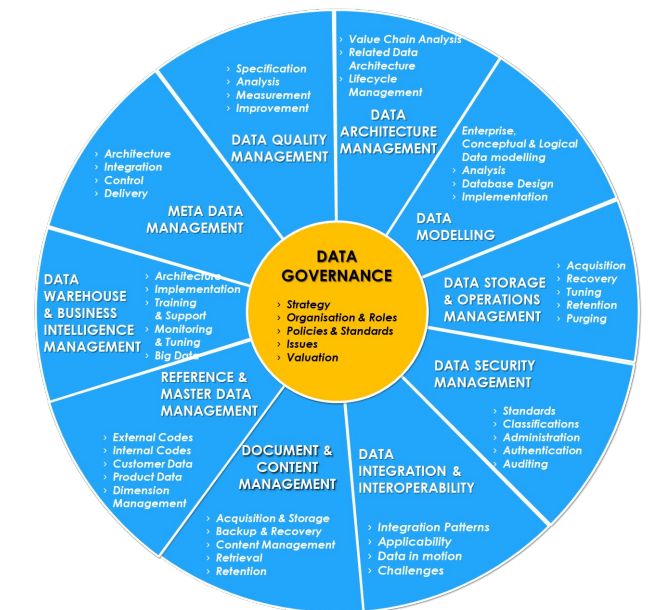 › Value Chain Analysis
› Related Data
Architecture
› Lifecycle
Management
DATA
ARCHITECTURE
MANAGEMENT
Enterprise,
Conceptual & Logical
Data modelling
› Analysis
› Database Design
› Implementation
DATA
MODELLING
› Acquisition
› Recovery
› Tuning
› Retention
› Purging
DATA STORAGE
& OPERATIONS
MANAGEMENT
DATA SECURITY
MANAGEMENT
› Standards
› Classifications
› Administration
› Authentication
› Auditing
DATA
INTEGRATION &
INTEROPERABILITY
› Integration Patterns
› Applicability
› Data in motion
› Challenges
DOCUMENT &
CONTENT
MANAGEMENT
› Acquisition & Storage
› Backup & Recovery
› Content Management
› Retrieval
› Retention
REFERENCE &
MASTER DATA
MANAGEMENT
› External Codes
› Internal Codes
› Customer Data
› Product Data
› Dimension
Management
DATA
WAREHOUSE
& BUSINESS
INTELLIGENCE
MANAGEMENT
› Architecture
› Implementation
› Training
& Support
› Monitoring
& Tuning
› Big Data
› Architecture
› Integration
› Control
› Delivery
META DATA
MANAGEMENT
› Specification
› Analysis
› Measurement
› Improvement
DATA QUALITY
MANAGEMENT
DATA
GOVERNANCE
› Strategy
› Organisation & Roles
› Policies & Standards
› Issues
› Valuation